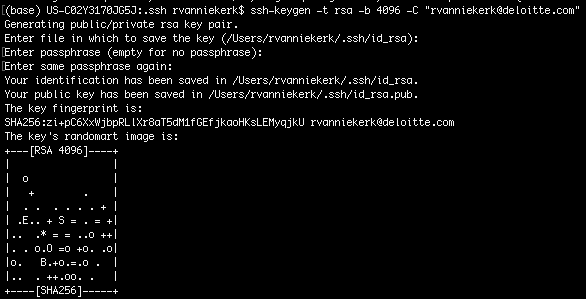 (base) US-C02Y3170JG5J:.ssh rvanniekerk$ ssh-keygen -t rsa -b 4096 -C "rvanniekerk@deloitte.com"
Generating public/private rsa key pair.
Enter file in which to save the key (/Users/rvanniekerk/.ssh/id_rsa):
Enter passphrase (empty for no passphrase):
Enter same passphrase again:
Your identification has been saved in /Users/rvanniekerk/.ssh/id_rsa.
Your public key has been saved in /Users/rvanniekerk/.ssh/id_rsa.pub.
The key fingerprint is:
SHA256:zi+pC6XxWjbpRLlXr8aT5dM1fGEfjkaoHKsLEMyqjkU rvanniekerk@deloitte.com
The key's randomart image is:
+---[RSA 4096]----+
|                 |
|  o              |
|   +       .     |
|  . .  . . . . + |
| .E.. + S = . = +|
|..  .* = = ..o ++|
|. . o.O =o +o. .o|
|o.   B.+o.=.o .  |
|..  . ++.oo. .   |
+----[SHA256]-----+